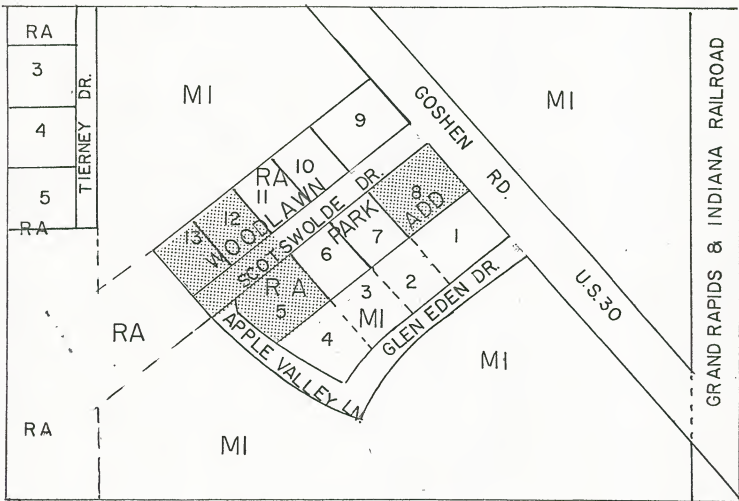 RA
3
4
5
RA
TIERNEY DR.
MI
GOSHEN RD.
U.S.30
MI
GRAND RAPIDS & INDIANA RAILROAD
9
10
RA
11
12
13
WOODLAWN
PARK
ADD
SCOTSWOLDE DR.
8
7
6
RA
5
1
2
3
MI
4
GLEN EDEN DR.
APPLE VALLEY LN.
RA
RA
MI
MI